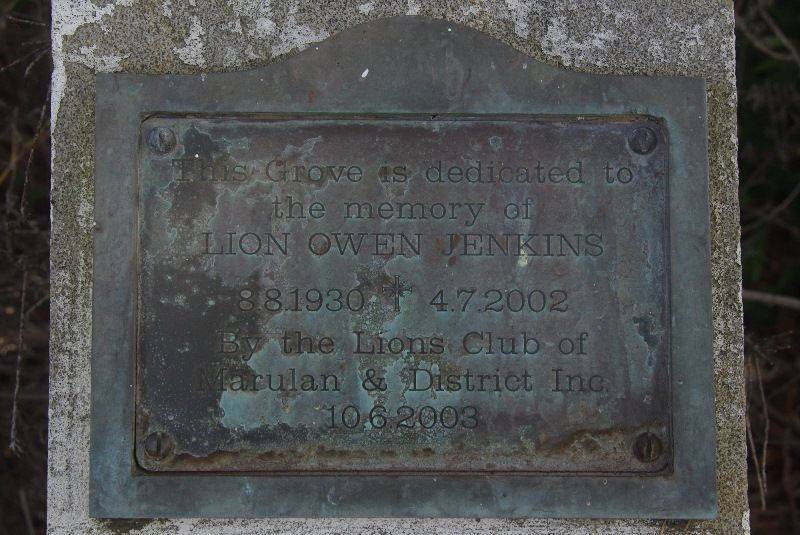 This Grove is dedicated to
the memory of
LION OWEN JENKINS
8.8.1930 † 4.7.2002
By the Lions Club of
Marulan & District Inc.
10.6.2003